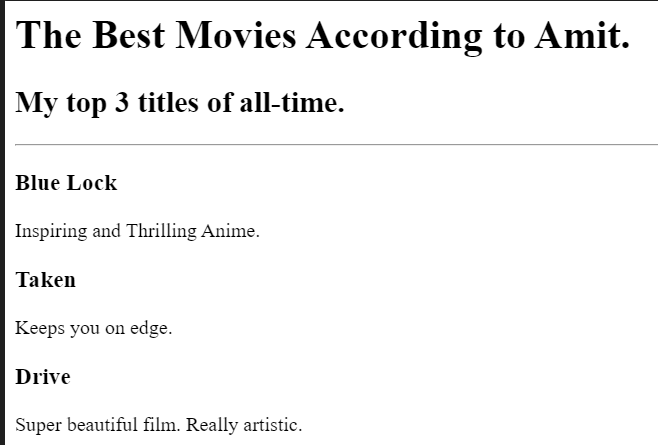 The Best Movies According to Amit.
My top 3 titles of all-time.
Blue Lock
Inspiring and Thrilling Anime.
Taken
Keeps you on edge.
Drive
Super beautiful film. Really artistic.